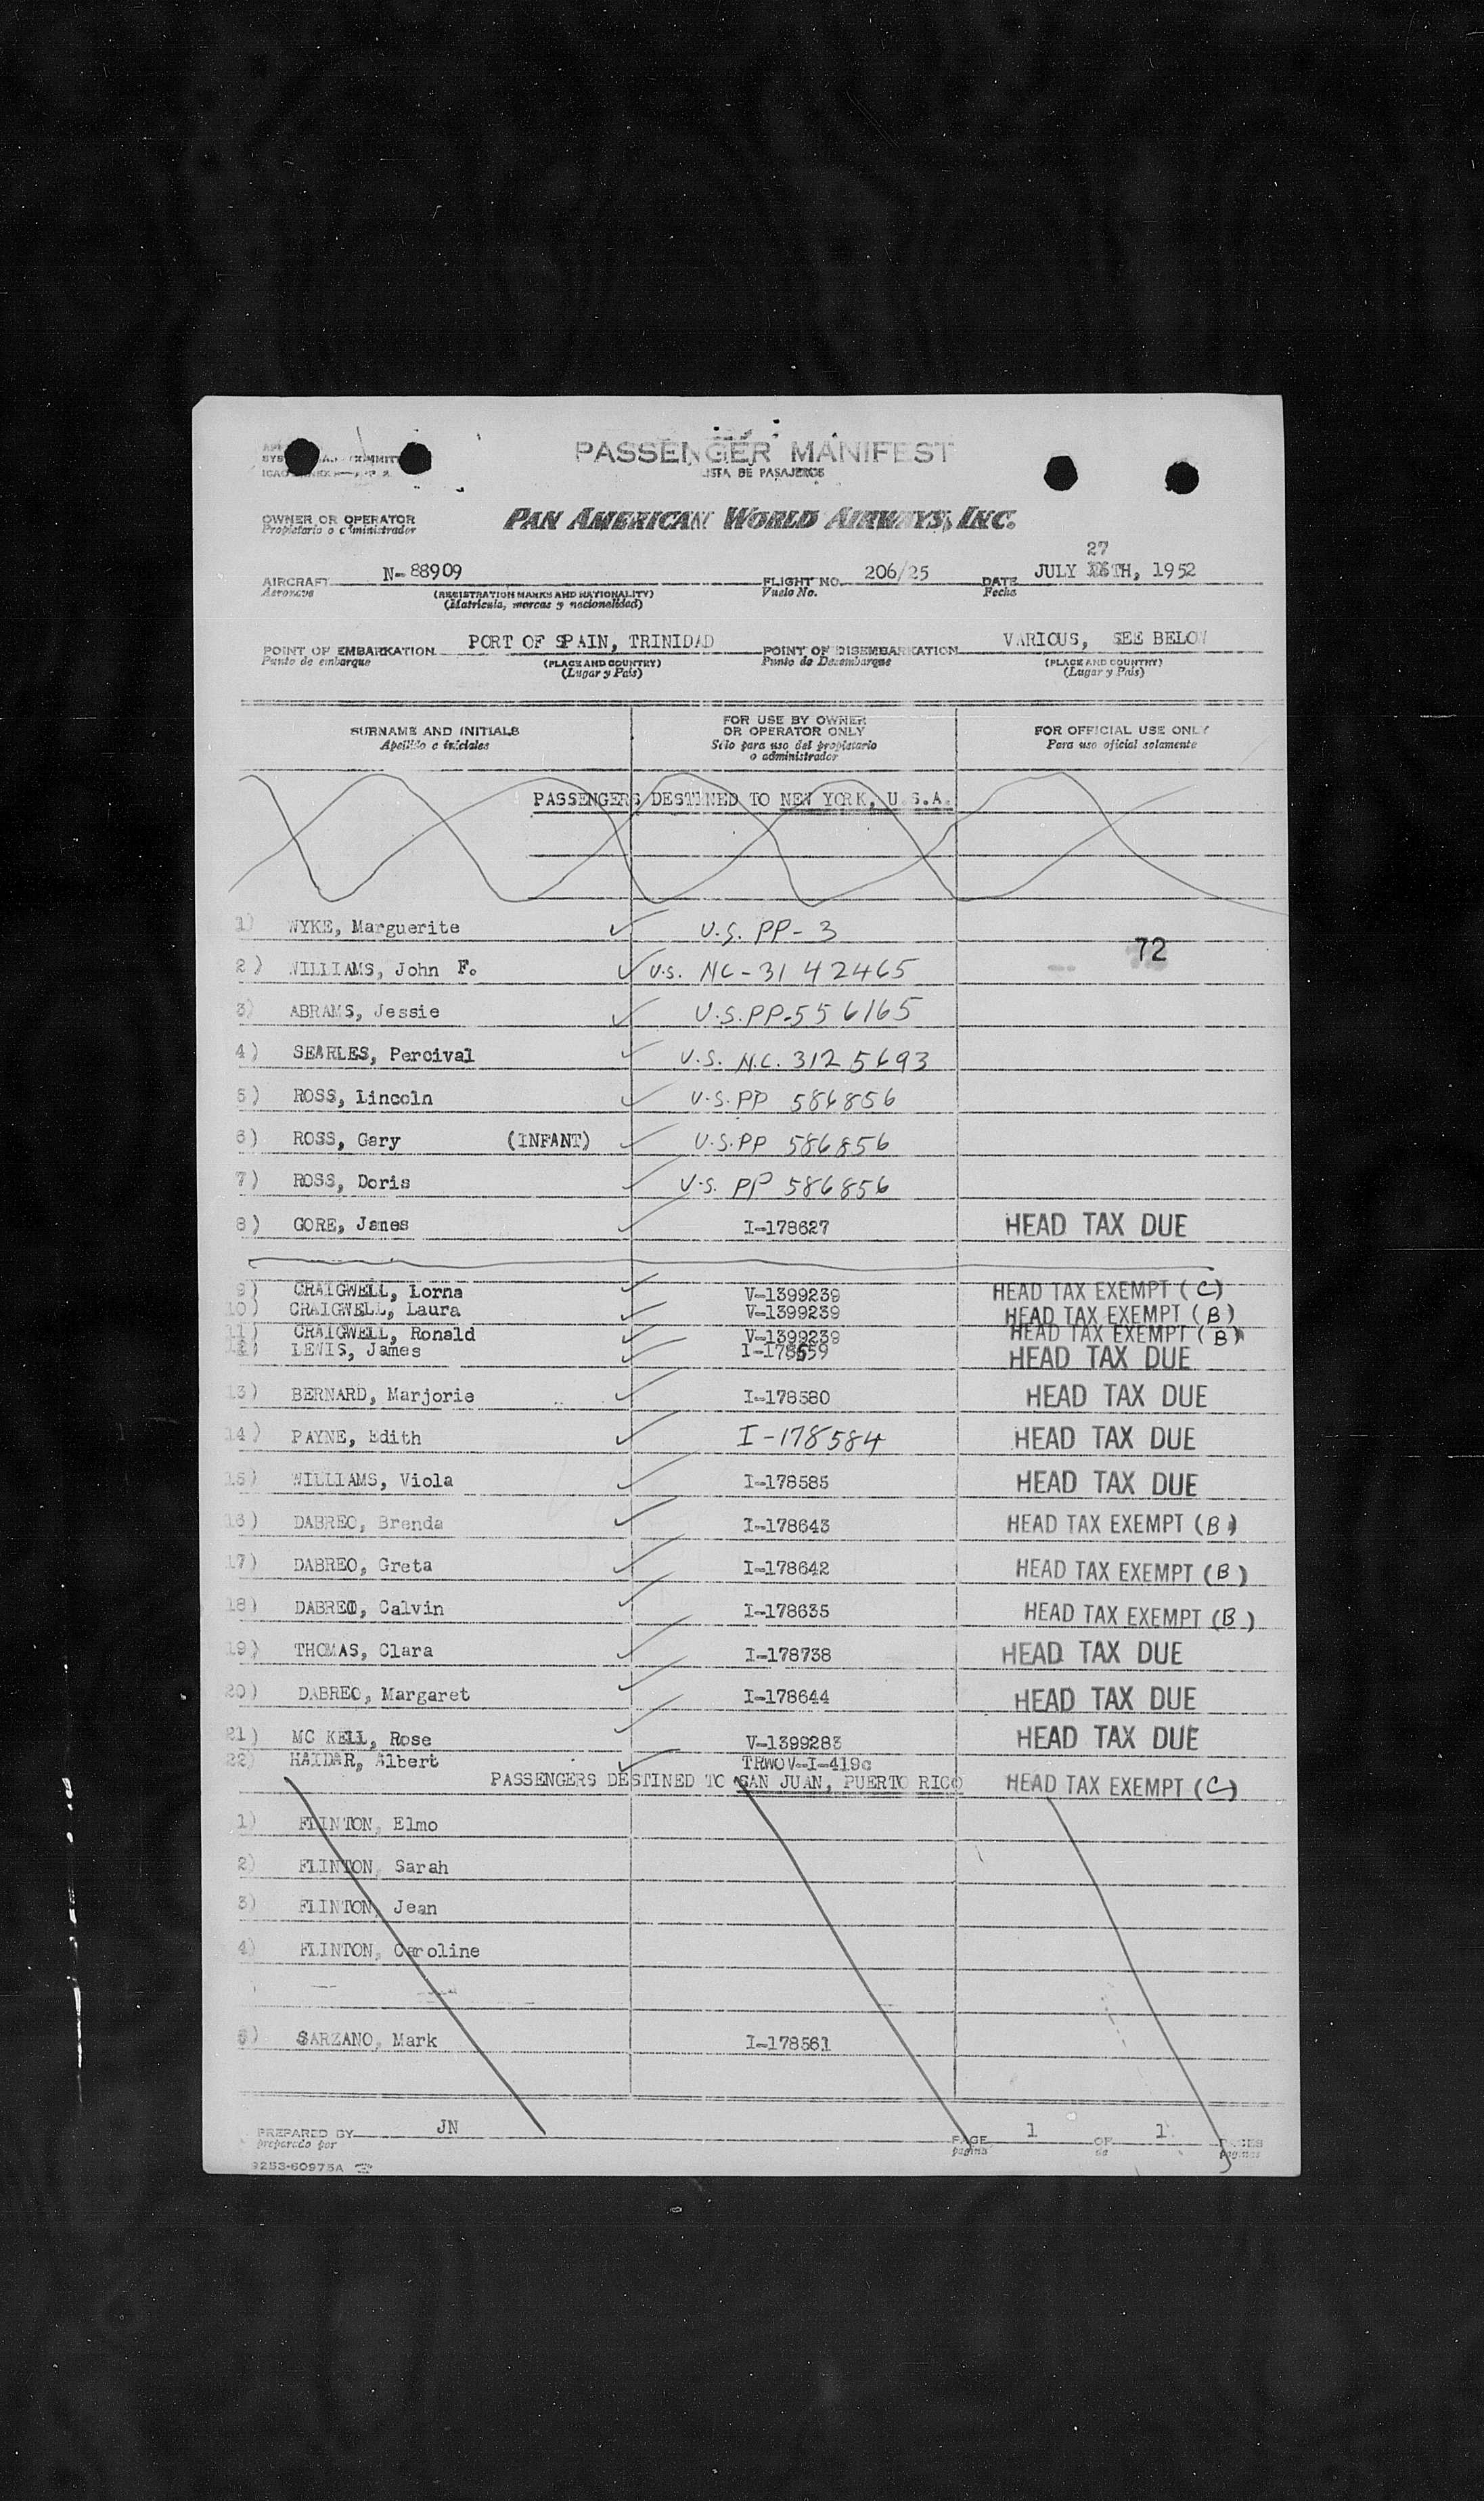 PASSENGER MANIFEST
LISTA DE PASAJEROS
OWNER OR OPERATOR
Propietario o administrador
PAN AMERICAN WORLD AIRWAYS, INC.
27
AIRCRAFT N-88909 FLIGHT NO. 206/25 DATE JULY TH, 1952
Aeronave (REGISTRATION MARKS AND NATIONALITY) Vuelo No. Fecha
(Matricula, marcas y nacionalidad)
POINT OF EMBARKATION PORT OF SPAIN, TRINIDAD POINT OF DISEMBARKATION VARIOUS, SEE BELOW
Punto de embarque (PLACE AND COUNTRY) Punto de Desembarque (PLACE AND COUNTRY)
(Lugar y País) (Lugar y País)
SURNAME AND INITIALS FOR USE BY OWNER OR OPERATOR ONLY FOR OFFICIAL USE ONLY
Apellido e iniciales Sólo para uso del propietario o administrador Para uso oficial solamente
PASSENGERS DESTINED TO NEW YORK, U.S.A.
1) WYKE, Marguerite U.S. PP-3
72
2) WILLIAMS, John F. U.S. NC-3142465
3) ABRAMS, Jessie U.S.PP-556165
4) SEARLES, Percival U.S. N.C. 3125693
5) ROSS, Lincoln U.S.PP 586856
6) ROSS, Gary (INFANT) U.S.PP 586856
7) ROSS, Doris U.S. PP 586856
8) GORE, James I-178627 HEAD TAX DUE
9) CRAIGWELL, Lorna V-1399239 HEAD TAX EXEMPT (C)
10) CRAIGWELL, Laura V-1399239 HEAD TAX EXEMPT (B)
11) CRAIGWELL, Ronald V-1399239 HEAD TAX EXEMPT (B)
12) LEWIS, James I-178559 HEAD TAX DUE
13) BERNARD, Marjorie I-178580 HEAD TAX DUE
14) PAYNE, Edith I-178584 HEAD TAX DUE
15) WILLIAMS, Viola I-178585 HEAD TAX DUE
16) DABREO, Brenda I-178643 HEAD TAX EXEMPT (B)
17) DABREO, Greta I-178642 HEAD TAX EXEMPT (B)
18) DABREO, Calvin I-178635 HEAD TAX EXEMPT (B)
19) THOMAS, Clara I-178738 HEAD TAX DUE
20) DABREO, Margaret I-178644 HEAD TAX DUE
21) MC KELL, Rose V-1399283 HEAD TAX DUE
22) HAIDAR, Albert TRWOV-I-419c
PASSENGERS DESTINED TO SAN JUAN, PUERTO RICO HEAD TAX EXEMPT (C)
1) FLINTON, Elmo
2) FLINTON, Sarah
3) FLINTON, Jean
4) FLINTON, Caroline
5) SARZANO, Mark I-178561
PREPARED BY JN PAGE 1 OF 1 PAGES
preparado por pagina de paginas
9253-60975A